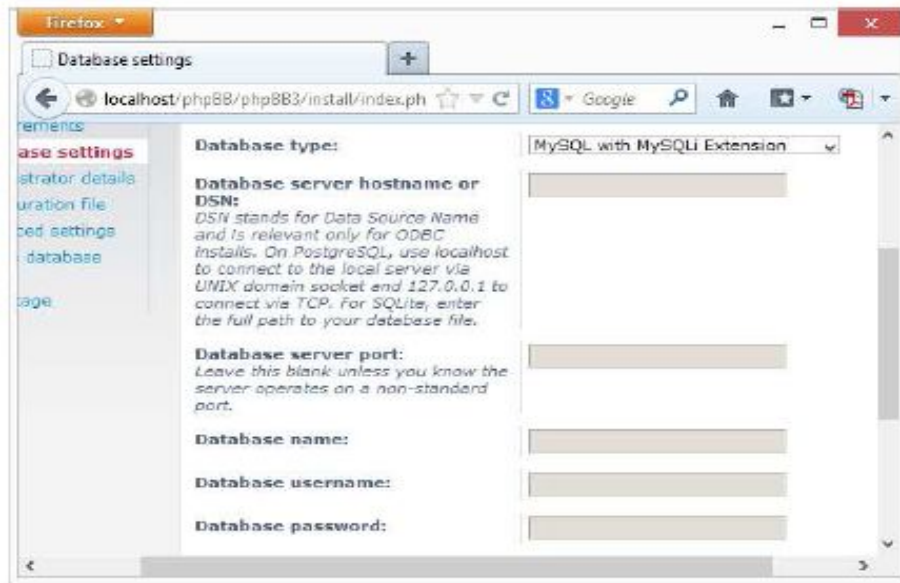 Firefox
Database settings
localhost/phpBB/phpBB3/install/index.ph
Google
rements
ase settings
strator details
uration file
ced settings
database
Database type:
MySQL with MySQLi Extension
Database server hostname or
DSN:
DSN stands for Data Source Name
and is relevant only for ODBC
installs. On PostgreSQL, use localhost
to connect to the local server via
UNIX domain socket and 127.0.0.1 to
connect via TCP. For SQLite, enter
the full path to your database file.
Database server port:
Leave this blank unless you know the
server operates on a non-standard
port.
Database name:
Database username:
Database password: